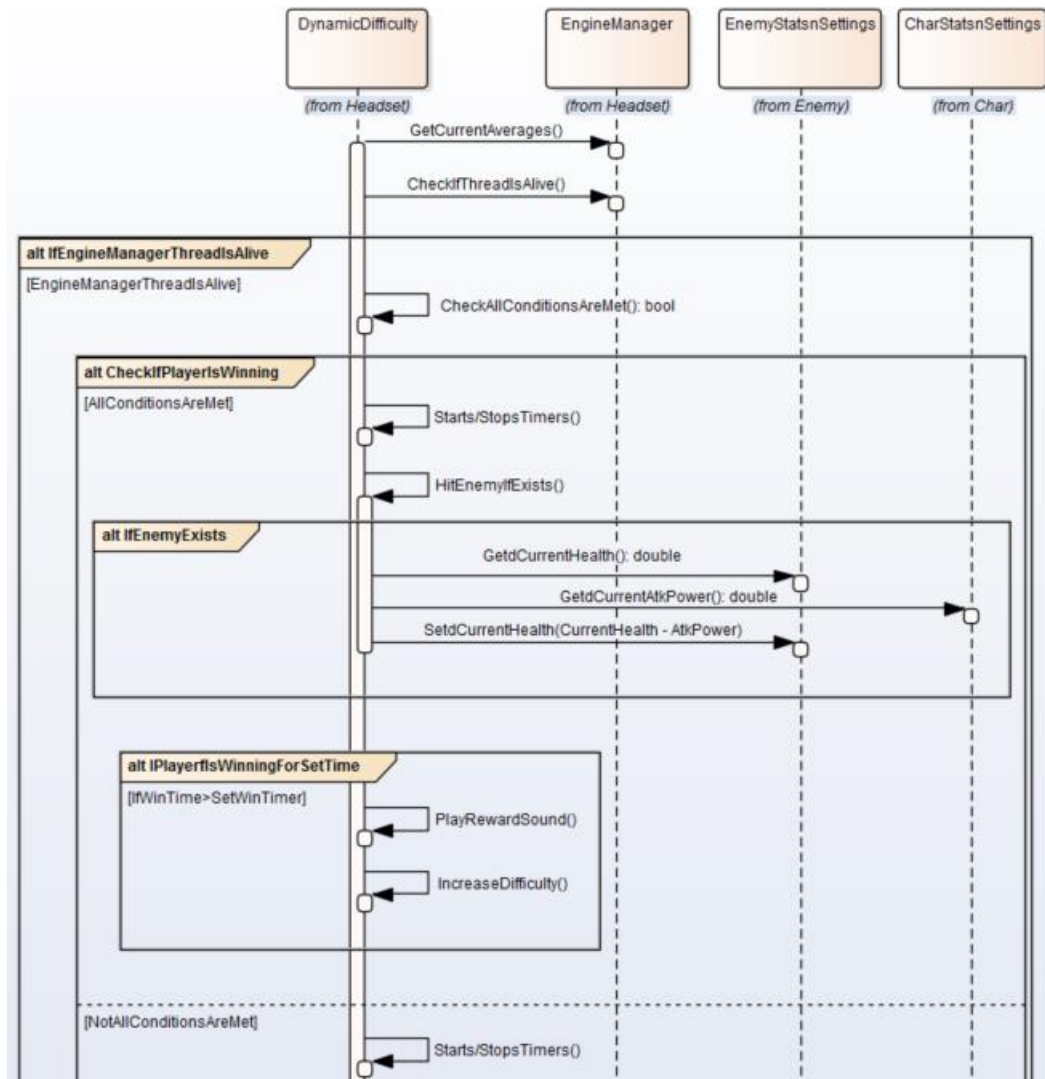 DynamicDifficulty
EngineManager
EnemyStatsnSettings
CharStatsnSettings
(from Headset)
(from Headset)
(from Enemy)
(from Char)
GetCurrentAverages()
CheckIfThreadIsAlive()
alt IfEngineManagerThreadIsAlive
[EngineManagerThreadIsAlive]
CheckAllConditionsAreMet(): bool
alt CheckIfPlayerIsWinning
[AllConditionsAreMet]
Starts/StopsTimers()
HitEnemyIfExists()
alt IfEnemyExists
GetdCurrentHealth(): double
GetdCurrentAtkPower(): double
SetdCurrentHealth(CurrentHealth - AtkPower)
alt IPlayerfIsWinningForSetTime
[IfWinTime>SetWinTimer]
PlayRewardSound()
IncreaseDifficulty()
[NotAllConditionsAreMet]
Starts/StopsTimers()